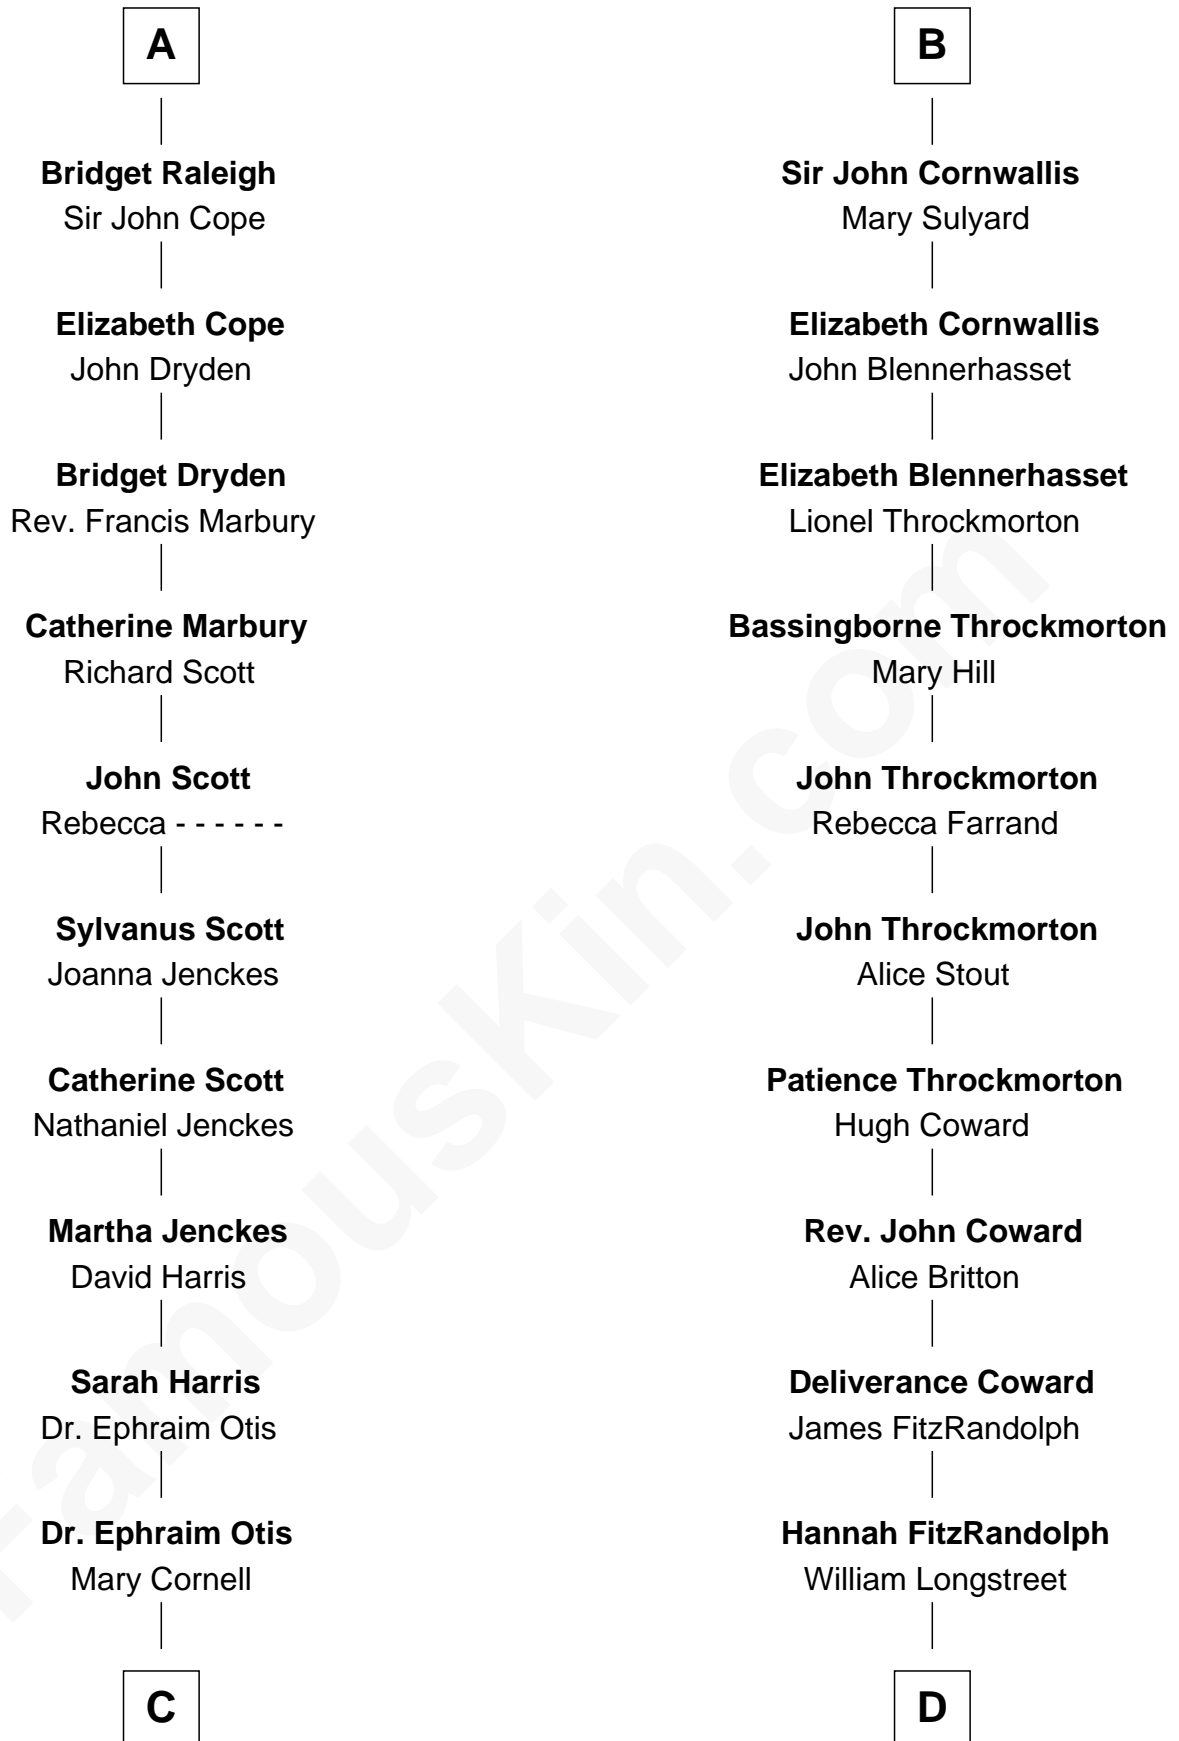 A
Bridget Raleigh
Sir John Cope
Elizabeth Cope
John Dryden
Bridget Dryden
Rev. Francis Marbury
Catherine Marbury
Richard Scott
John Scott
Rebecca - - - - - -
Sylvanus Scott
Joanna Jenckes
Catherine Scott
Nathaniel Jenckes
Martha Jenckes
David Harris
Sarah Harris
Dr. Ephraim Otis
Dr. Ephraim Otis
Mary Cornell
C
B
Sir John Cornwallis
Mary Sulyard
Elizabeth Cornwallis
John Blennerhasset
Elizabeth Blennerhasset
Lionel Throckmorton
Bassingborne Throckmorton
Mary Hill
John Throckmorton
Rebecca Farrand
John Throckmorton
Alice Stout
Patience Throckmorton
Hugh Coward
Rev. John Coward
Alice Britton
Deliverance Coward
James FitzRandolph
Hannah FitzRandolph
William Longstreet
D
FamousKin.com